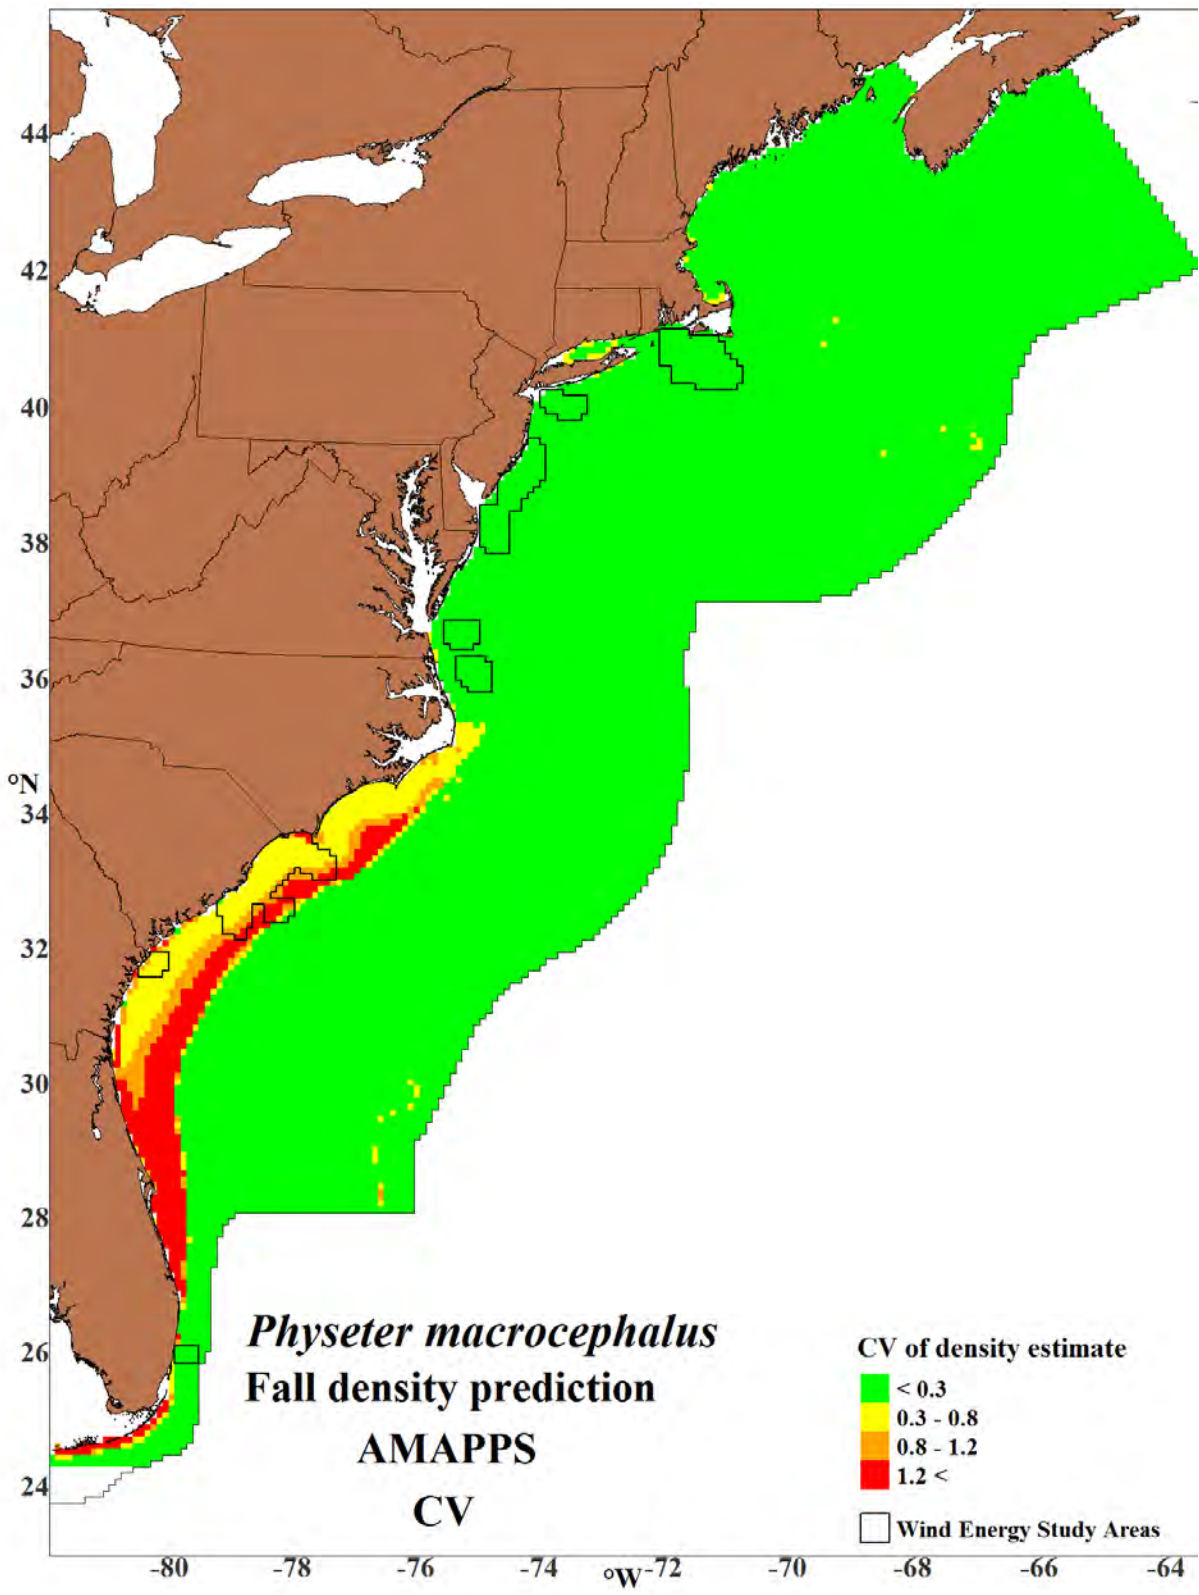 44
42
40
38
36
°N
34
32
30
28
26
24
Physeter macrocephalus
Fall density prediction
AMAPPS
CV
CV of density estimate
< 0.3
0.3 - 0.8
0.8 - 1.2
1.2 <
Wind Energy Study Areas
-80 -78 -76 -74 °W -72 -70 -68 -66 -64